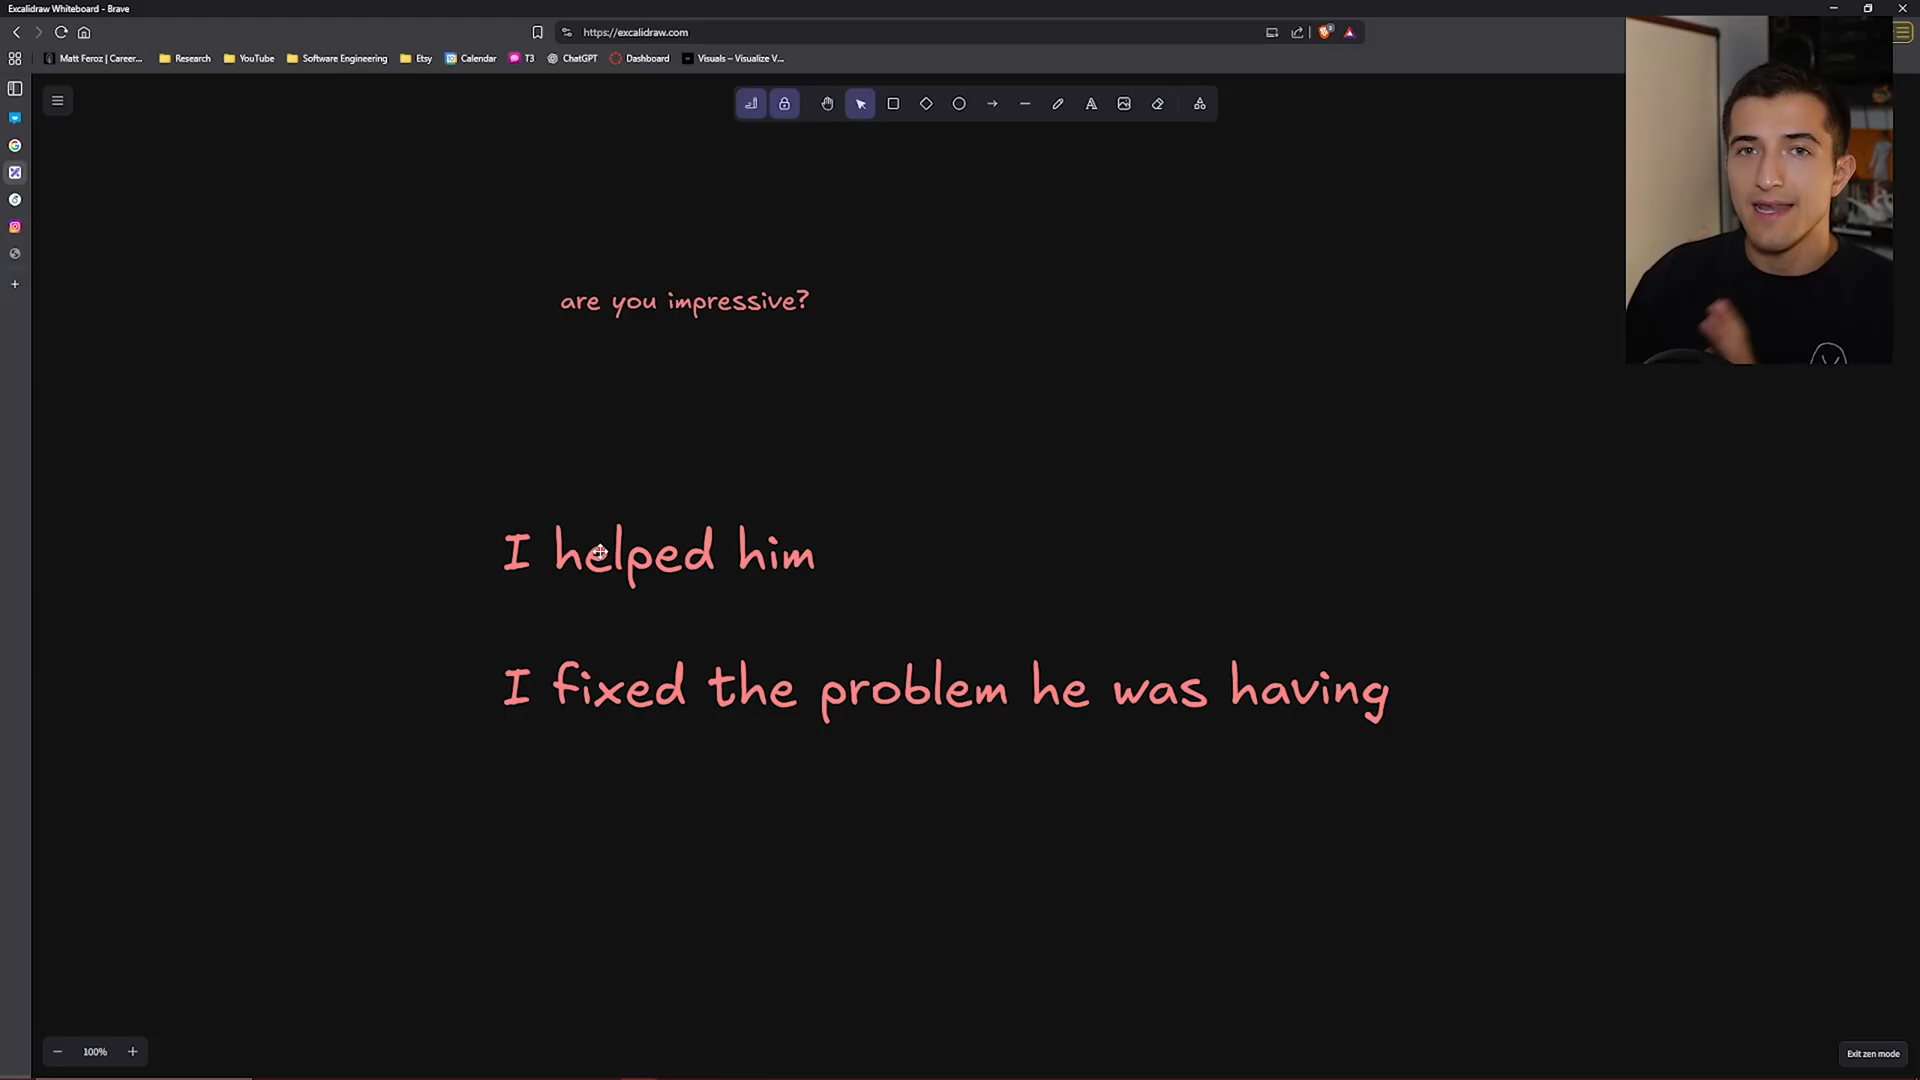 Excalidraw Whiteboard - Brave
https://excalidraw.com
Matt Feroz | Career...
Research
YouTube
Software Engineering
Etsy
Calendar
T3
ChatGPT
Dashboard
Visuals – Visualize V...
are you impressive?
I helped him
I fixed the problem he was having
100%
Exit zen mode